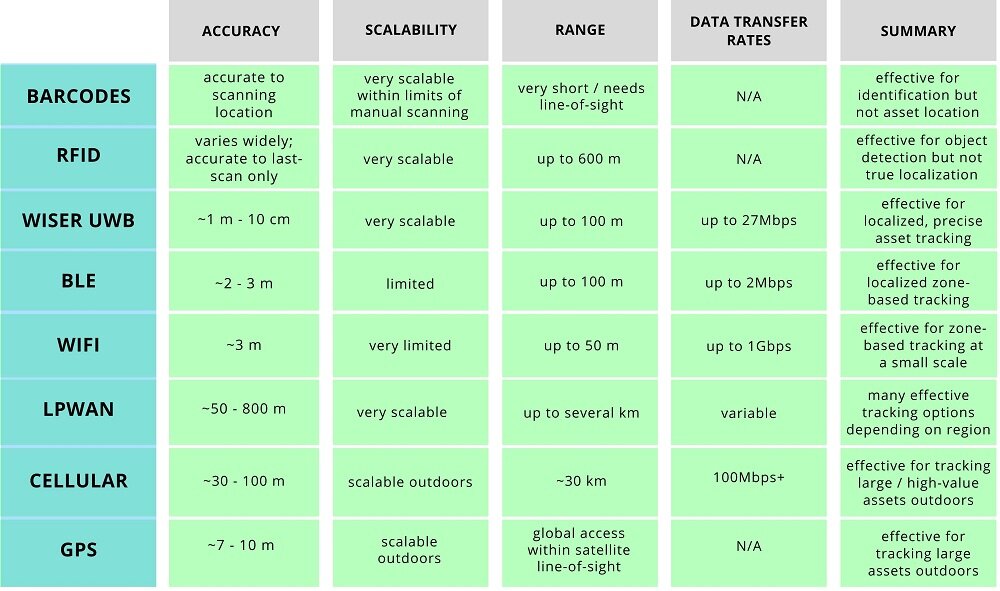 ACCURACY
SCALABILITY
RANGE
DATA TRANSFER
RATES
SUMMARY
BARCODES
accurate to
scanning
location
very scalable
within limits of
manual scanning
very short / needs
line-of-sight
N/A
effective for
identification but
not asset location
RFID
varies widely;
accurate to last-
scan only
very scalable
up to 600 m
N/A
effective for object
detection but not
true localization
WISER UWB
~1 m - 10 cm
very scalable
up to 100 m
up to 27Mbps
effective for
localized, precise
asset tracking
BLE
~2 - 3 m
limited
up to 100 m
up to 2Mbps
effective for
localized zone-
based tracking
WIFI
~3 m
very limited
up to 50 m
up to 1Gbps
effective for zone-
based tracking at
a small scale
LPWAN
~50 - 800 m
very scalable
up to several km
variable
many effective
tracking options
depending on region
CELLULAR
~30 - 100 m
scalable outdoors
~30 km
100Mbps+
effective for tracking
large / high-value
assets outdoors
GPS
~7 - 10 m
scalable
outdoors
global access
within satellite
line-of-sight
N/A
effective for
tracking large
assets outdoors